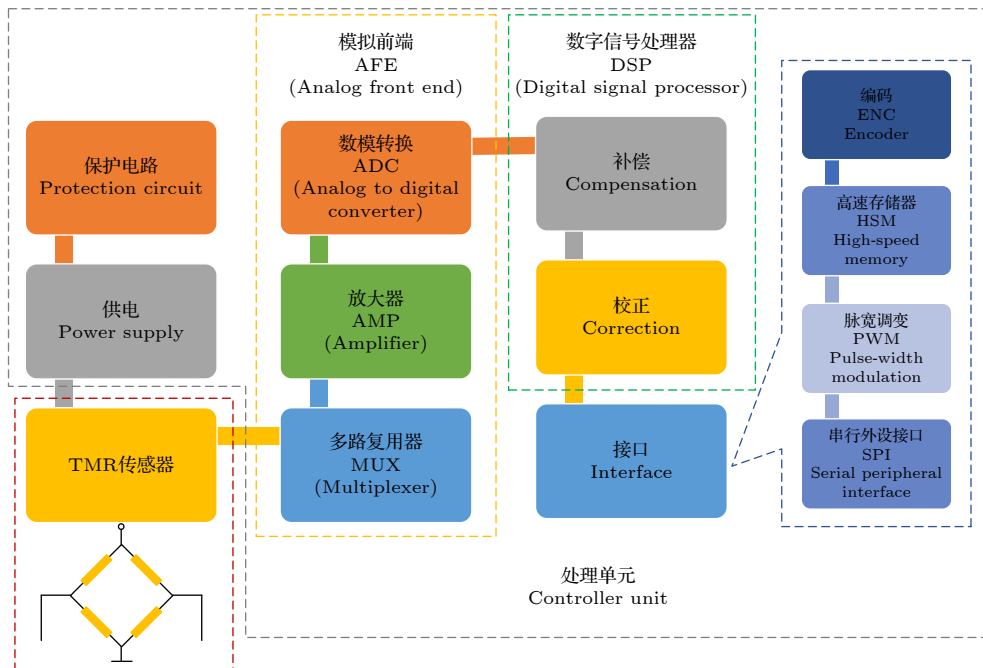 模拟前端
AFE
(Analog front end)
数字信号处理器
DSP
(Digital signal processor)
保护电路
Protection circuit
供电
Power supply
TMR传感器
数模转换
ADC
(Analog to digital
converter)
放大器
AMP
(Amplifier)
多路复用器
MUX
(Multiplexer)
补偿
Compensation
校正
Correction
接口
Interface
编码
ENC
Encoder
高速存储器
HSM
High-speed
memory
脉宽调变
PWM
Pulse-width
modulation
串行外设接口
SPI
Serial peripheral
interface
处理单元
Controller unit